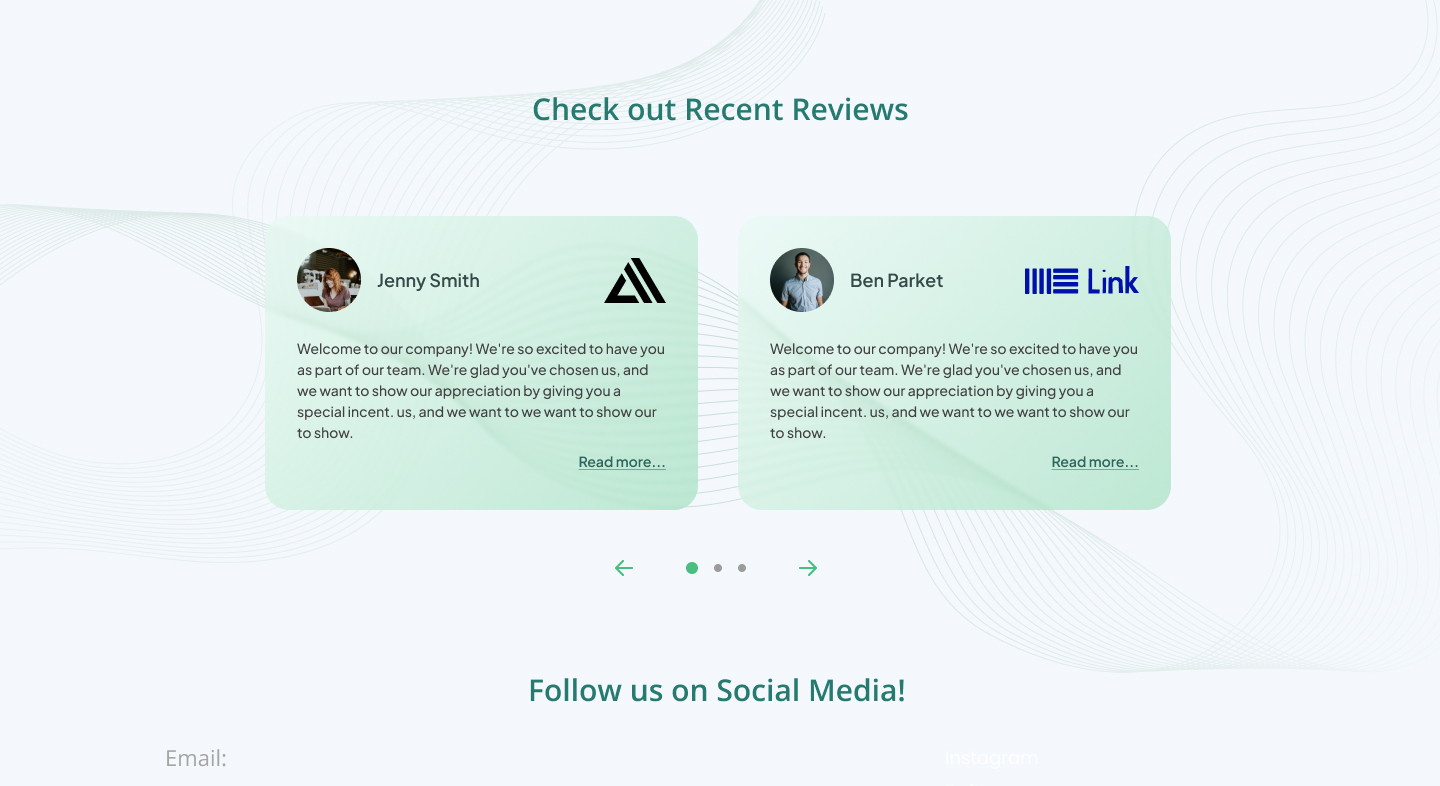 Check out Recent Reviews
Jenny Smith
Welcome to our company! We're so excited to have you
as part of our team. We're glad you've chosen us, and
we want to show our appreciation by giving you a
special incent. us, and we want to we want to show our
to show.
Read more...
Ben Parket
Link
Welcome to our company! We're so excited to have you
as part of our team. We're glad you've chosen us, and
we want to show our appreciation by giving you a
special incent. us, and we want to we want to show our
to show.
Read more...
Follow us on Social Media!
Email:
Instagram